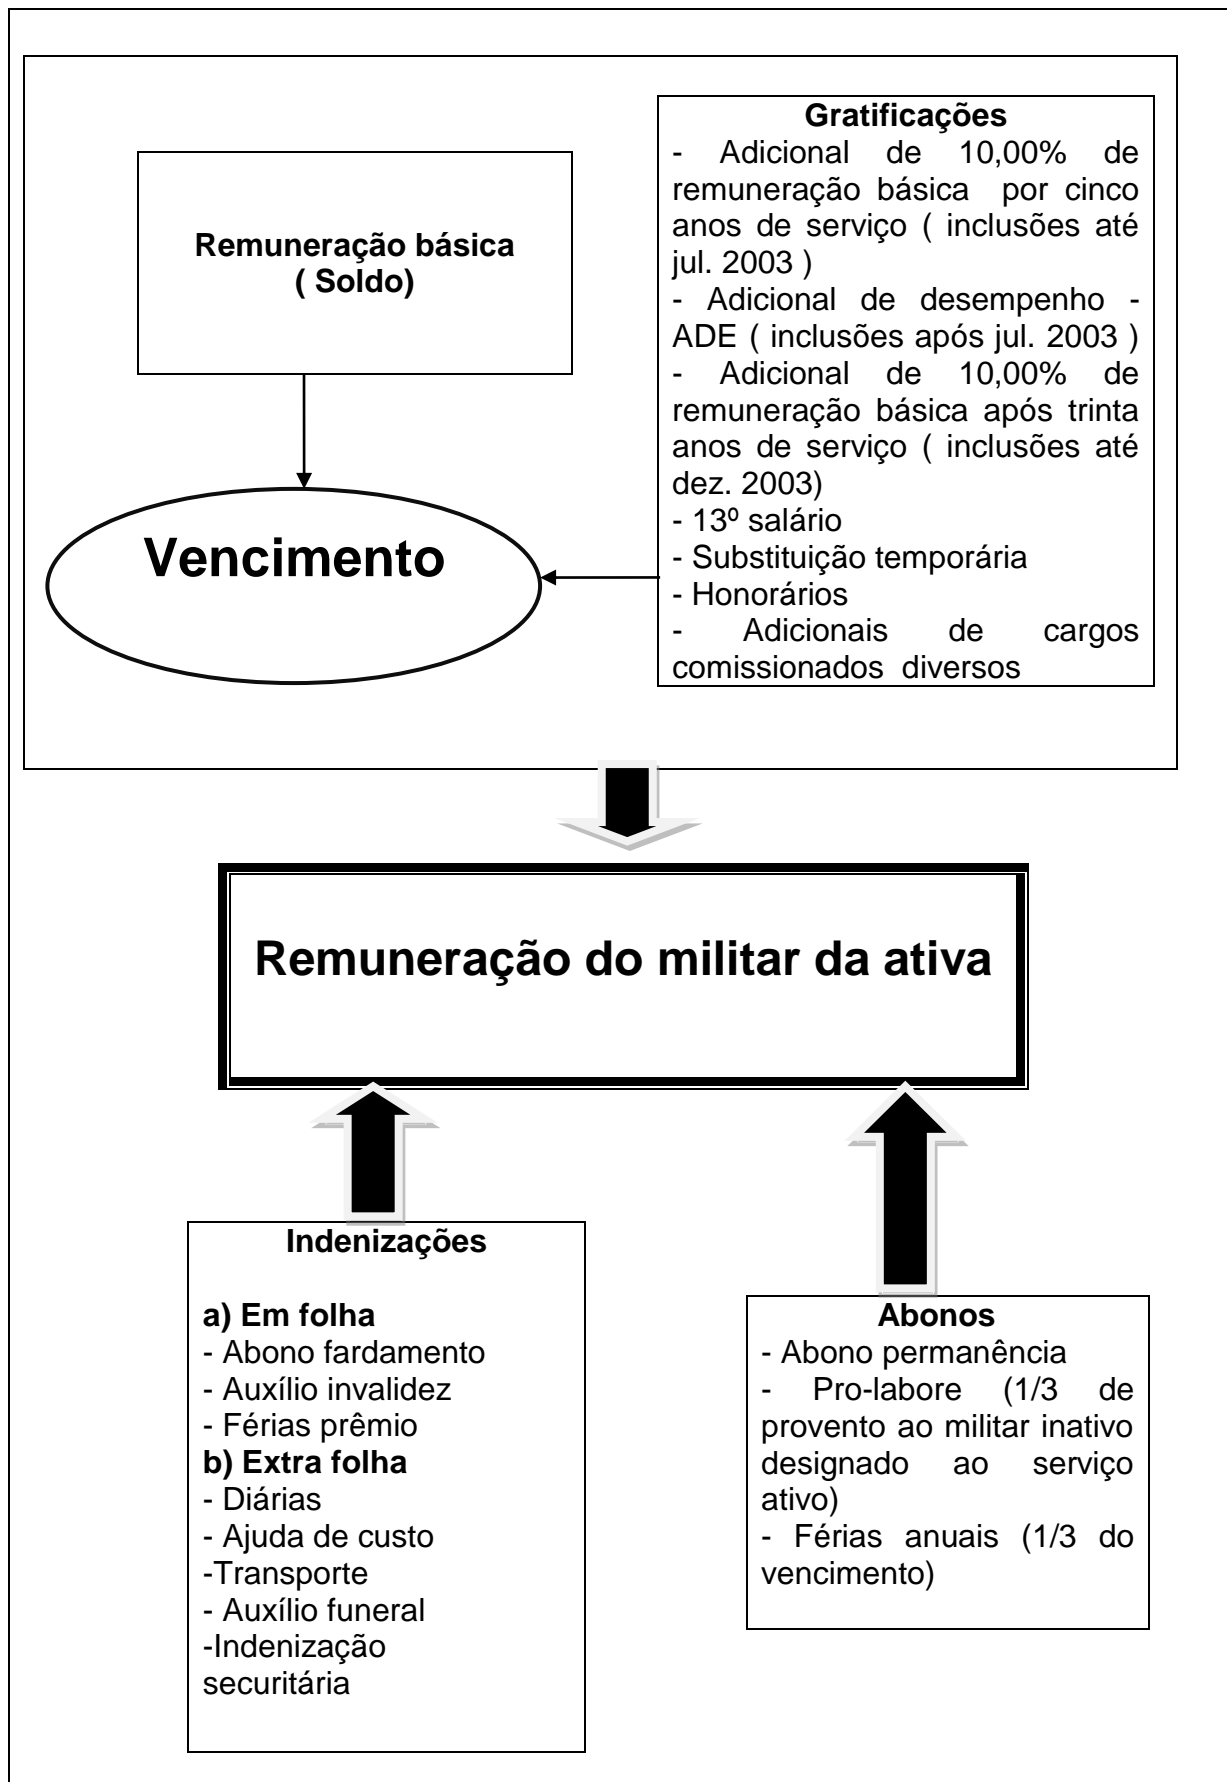 Remuneração básica
( Soldo)
Vencimento
Gratificações
- Adicional de 10,00% de
remuneração básica por cinco
anos de serviço ( inclusões até
jul. 2003 )
- Adicional de desempenho -
ADE ( inclusões após jul. 2003 )
- Adicional de 10,00% de
remuneração básica após trinta
anos de serviço ( inclusões até
dez. 2003)
- 13º salário
- Substituição temporária
- Honorários
- Adicionais de cargos
comissionados diversos
Remuneração do militar da ativa
Indenizações
a) Em folha
- Abono fardamento
- Auxílio invalidez
- Férias prêmio
b) Extra folha
- Diárias
- Ajuda de custo
-Transporte
- Auxílio funeral
-Indenização
securitária
Abonos
- Abono permanência
- Pro-labore (1/3 de
provento ao militar inativo
designado ao serviço
ativo)
- Férias anuais (1/3 do
vencimento)